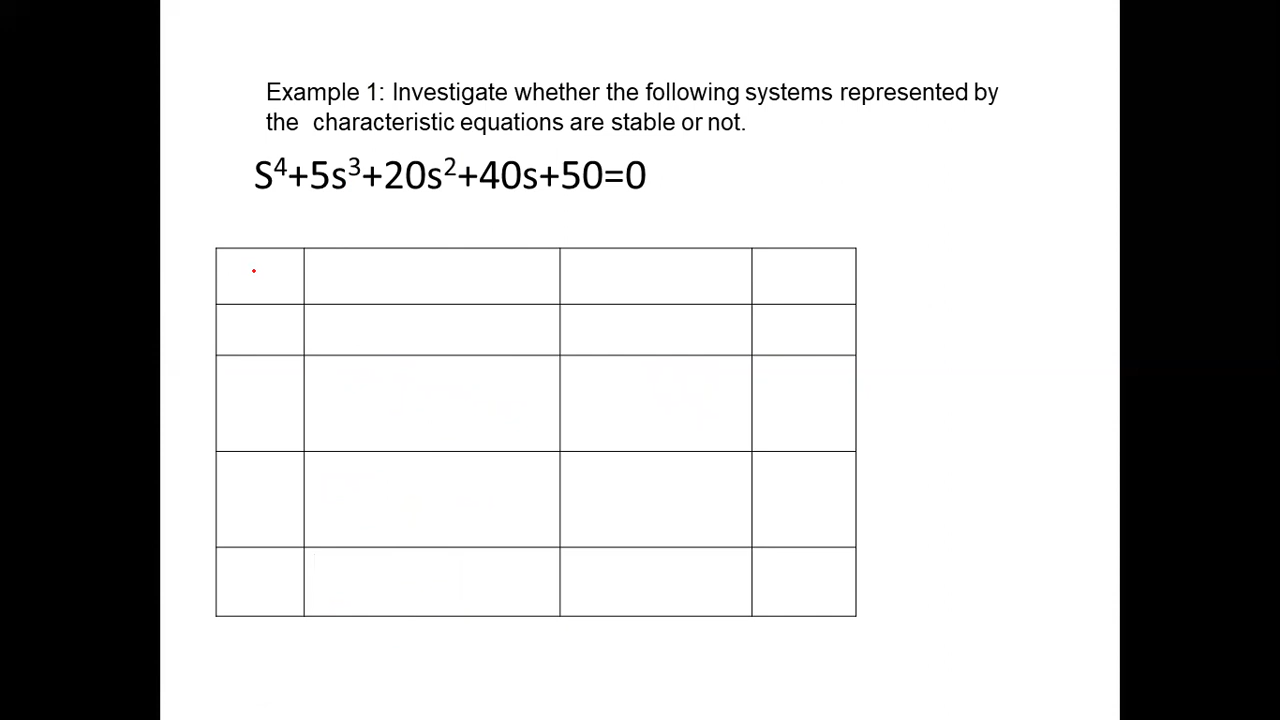 Example 1: Investigate whether the following systems represented by
the  characteristic equations are stable or not.
S⁴+5s³+20s²+40s+50=0